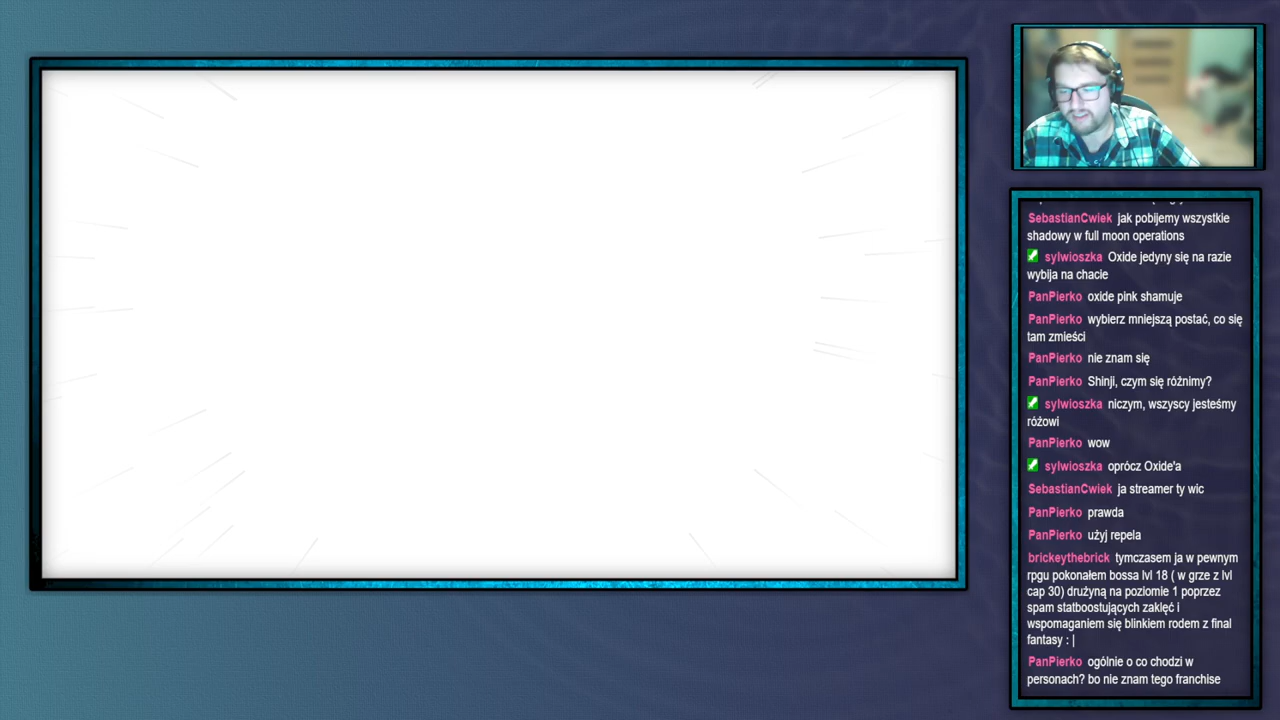 SebastianCwiek jak pobijemy wszystkie
shadowy w full moon operations
sylwioszka Oxide jedyny się na razie
wybija na chacie
PanPierko oxide pink shamuje
PanPierko wybierz mniejszą postać, co się
tam zmieści
PanPierko nie znam się
PanPierko Shinji, czym się różnimy?
sylwioszka niczym, wszyscy jesteśmy
różowi
PanPierko wow
sylwioszka oprócz Oxide'a
SebastianCwiek ja streamer ty wic
PanPierko prawda
PanPierko użyj repela
brickeythebrick tymczasem ja w pewnym
rpgu pokonałem bossa lvl 18 ( w grze z lvl
cap 30) drużyną na poziomie 1 poprzez
spam statboostujących zaklęć i
wspomaganiem się blinkiem rodem z final
fantasy : |
PanPierko ogólnie o co chodzi w
personach? bo nie znam tego franchise